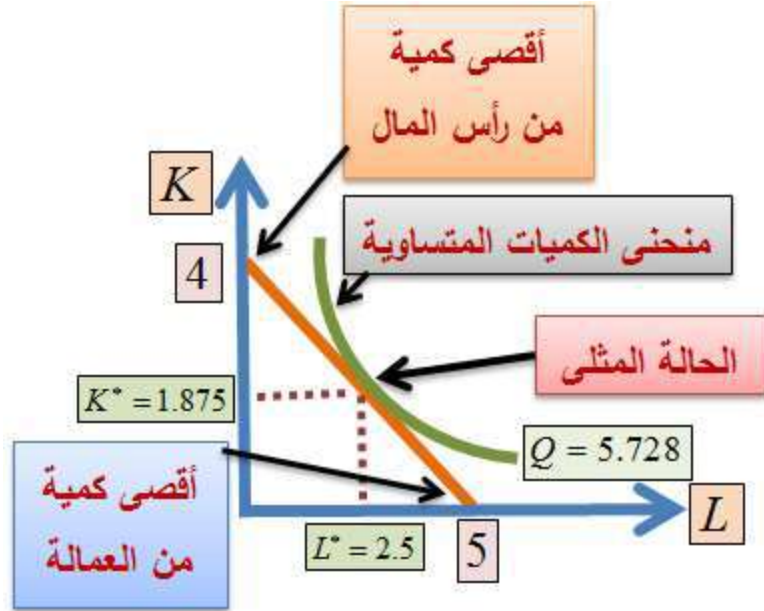 أقصى كمية
من رأس المال
K
منحنى الكميات المتساوية
4
الحالة المثلى
K* = 1.875
Q = 5.728
أقصى كمية
من العمالة
L* = 2.5
5
L